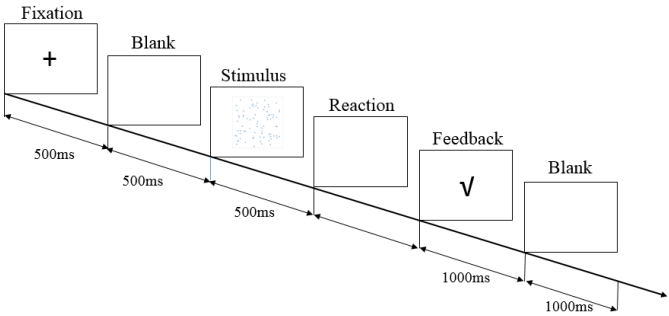 Fixation
+
Blank
Stimulus
Reaction
Feedback
√
Blank
500ms
500ms
500ms
1000ms
1000ms